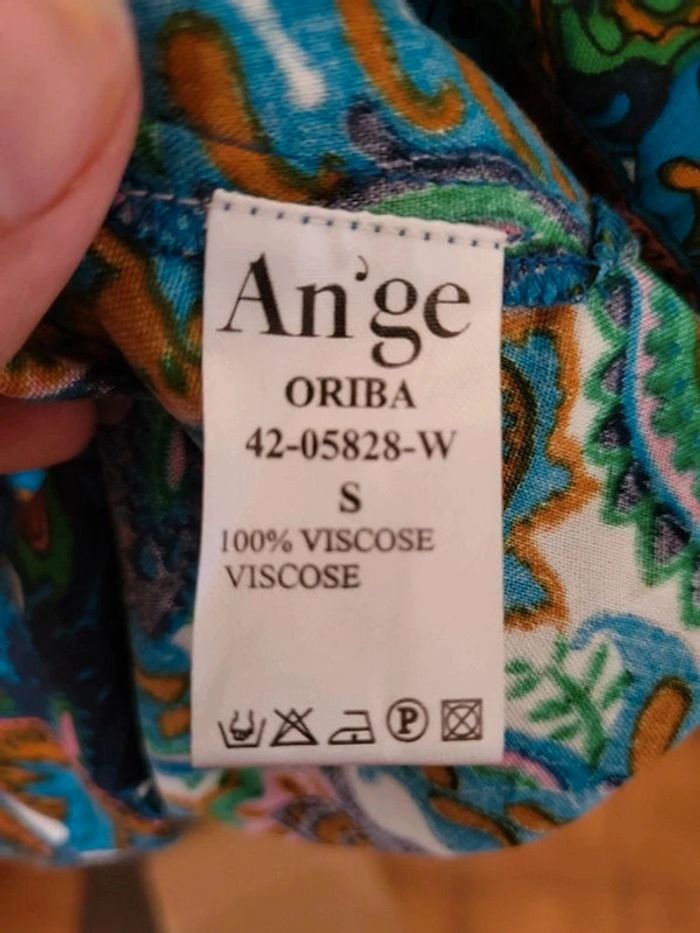 An'ge
ORIBA
42-05828-W
S
100% VISCOSE
VISCOSE
P